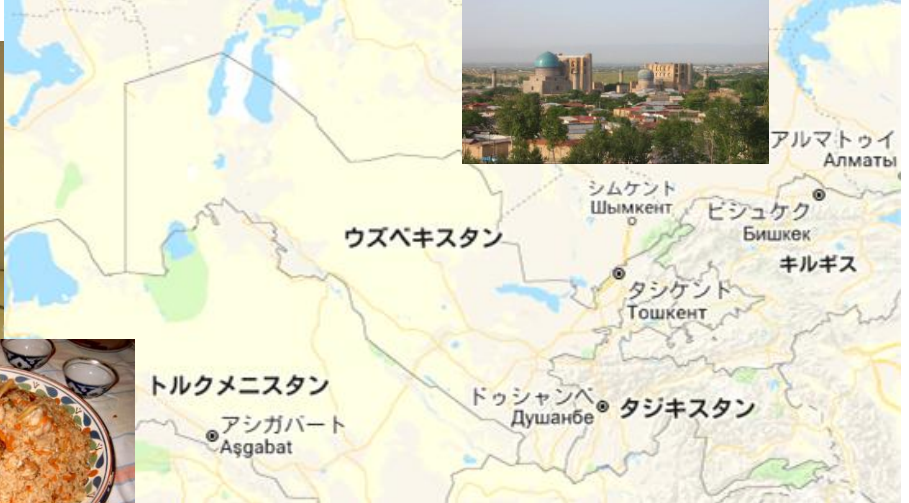 アルマトゥイ
Алматы
シムケント
Шымкент
ビシュケク
Бишкек
ウズベキスタン
キルギス
タシケント
Тошкент
トルクメニスタン
ドゥシャンベ
Душанбе
タジキスタン
アシガバート
Aşgabat